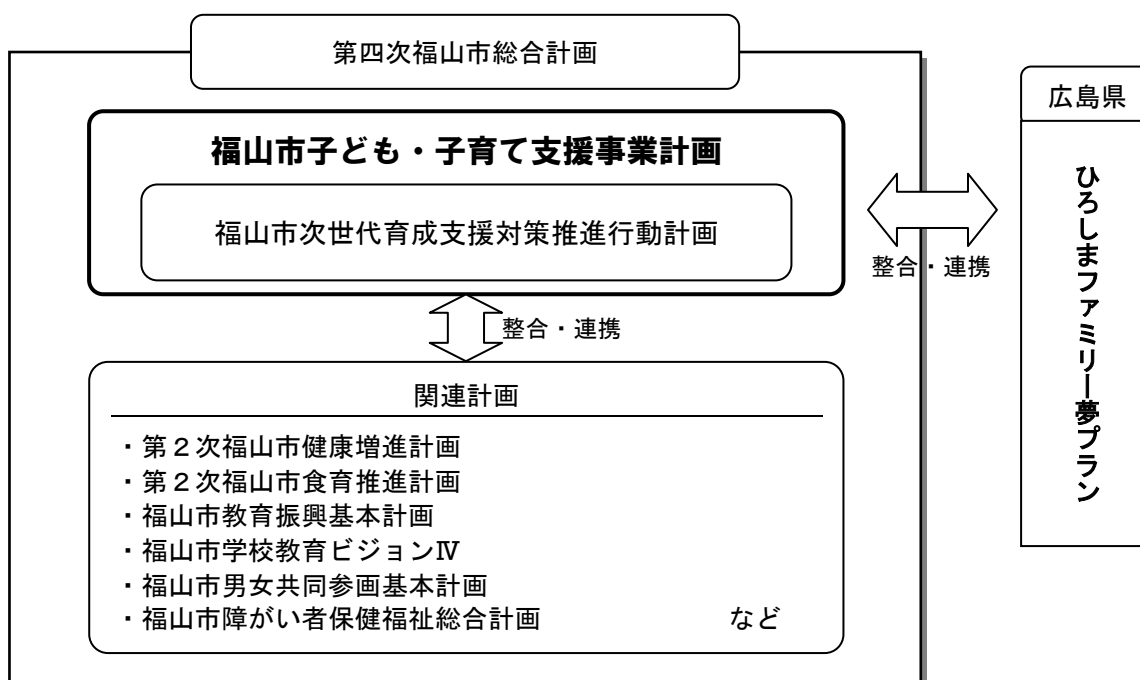 第四次福山市総合計画
福山市子ども・子育て支援事業計画
福山市次世代育成支援対策推進行動計画
整合・連携
関連計画
・第２次福山市健康増進計画
・第２次福山市食育推進計画
・福山市教育振興基本計画
・福山市学校教育ビジョンⅣ
・福山市男女共同参画基本計画
・福山市障がい者保健福祉総合計画　など
整合・連携
広島県
ひろしまファミリー夢プラン